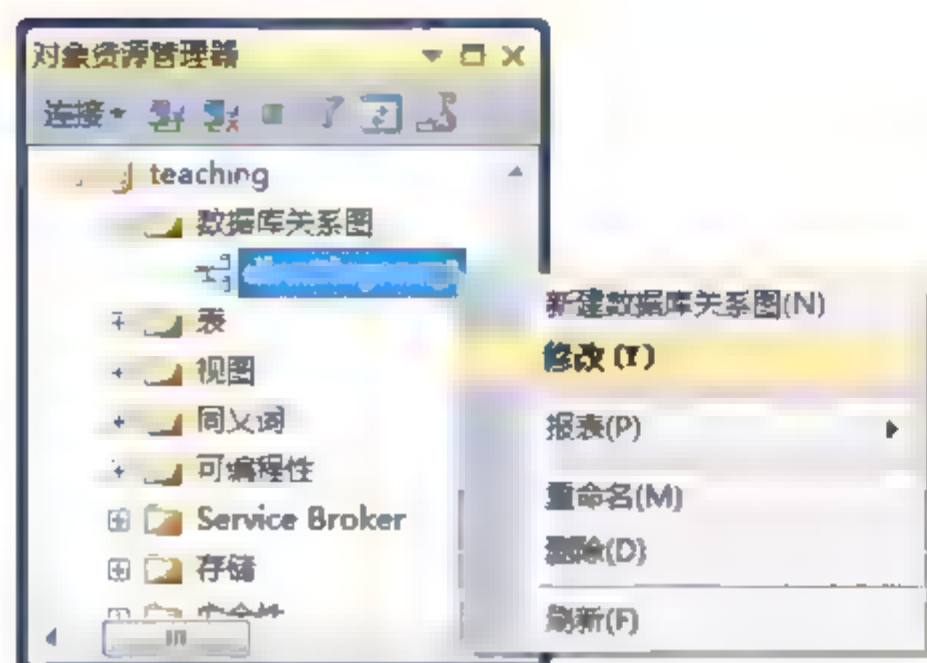 对象资源管理器
连接
teaching
数据库关系图
表
视图
同义词
可编程性
Service Broker
存储
新建数据库关系图(N)
修改(Y)
报表(P)
重命名(M)
删除(D)
刷新(F)